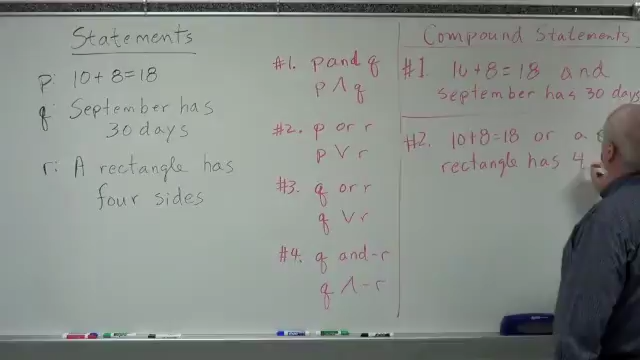 Statements
p: 10 + 8 = 18
q: September has
30 days
r: A rectangle has
four sides
#1. p and q
p ∧ q
#2. p or r
p ∨ r
#3. q or r
q ∨ r
#4. q and -r
q ∧ -r
Compound Statements
#1. 10 + 8 = 18 and
september has 30 days
#2. 10+8=18 or a
rectangle has 4